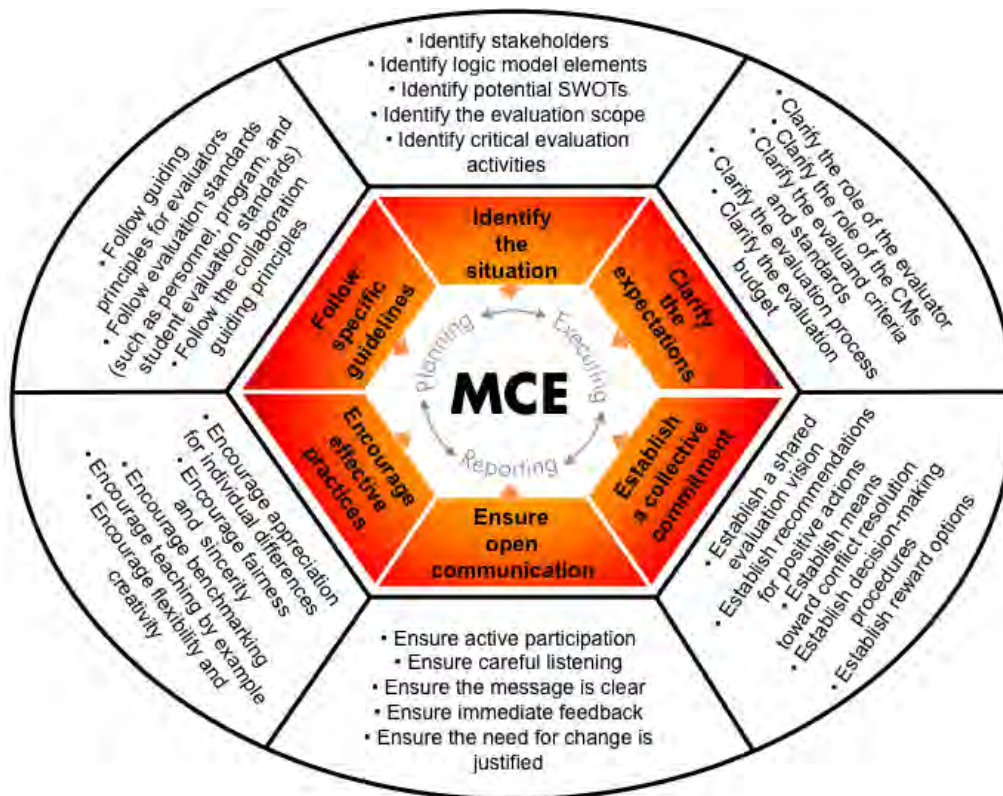 • Identify stakeholders
• Identify logic model elements
• Identify potential SWOTs
• Identify the evaluation scope
• Identify critical evaluation
activities
• Clarify the role of the evaluator
• Clarify the role of the CMs
• Clarify the evaluand criteria
and standards
• Clarify the evaluation process
• Clarify the evaluation
budget
• Establish a shared
evaluation vision
• Establish recommendations
for positive actions
• Establish means
toward conflict resolution
• Establish decision-making
procedures
• Establish reward options
• Ensure active participation
• Ensure careful listening
• Ensure the message is clear
• Ensure immediate feedback
• Ensure the need for change is
justified
• Encourage appreciation
for individual differences
• Encourage fairness
and sincerity
• Encourage benchmarking
• Encourage teaching by example
• Encourage flexibility and
creativity
• Follow guiding
principles for evaluators
• Follow evaluation standards
(such as personnel, program, and
student evaluation standards)
• Follow the collaboration
guiding principles
Identify
the
situation
Clarify
the
expectations
Establish
a collective
commitment
Ensure
open
communication
Encourage
effective
practices
Follow
specific
guidelines
Planning
Executing
Reporting
MCE